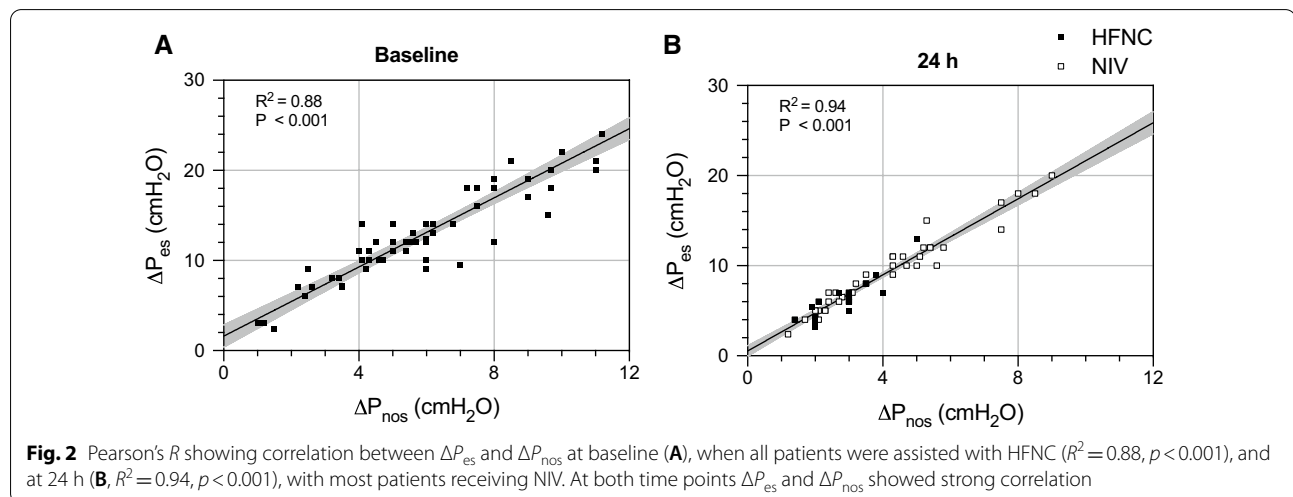 A
Baseline
30
20
10
0
R² = 0.88
P < 0.001
ΔPes (cmH2O)
0 4 8 12
ΔPnos (cmH2O)
B
24 h
HFNC
NIV
30
20
10
0
R² = 0.94
P < 0.001
ΔPes (cmH2O)
0 4 8 12
ΔPnos (cmH2O)
Fig. 2 Pearson's R showing correlation between ΔPes and ΔPnos at baseline (A), when all patients were assisted with HFNC (R² = 0.88, p < 0.001), and
at 24 h (B, R² = 0.94, p < 0.001), with most patients receiving NIV. At both time points ΔPes and ΔPnos showed strong correlation